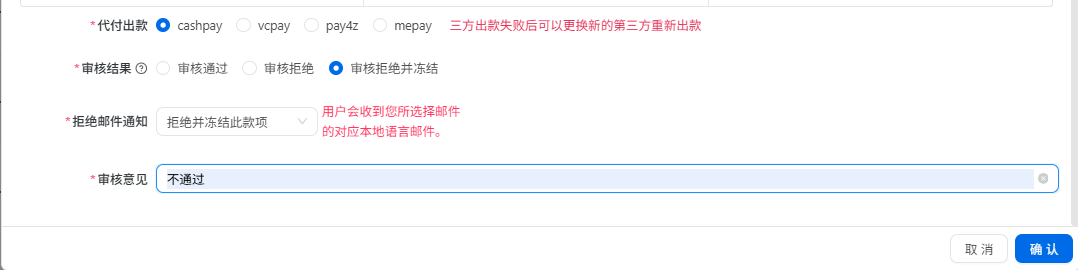 *代付出款 cashpay vcpay pay4z mepay 三方出款失败后可以更换新的第三方重新出款
*审核结果 审核通过 审核拒绝 审核拒绝并冻结
*拒绝邮件通知 拒绝并冻结此款项 用户会收到您所选择邮件
的对应本地语言邮件。
*审核意见 不通过
取消 确认